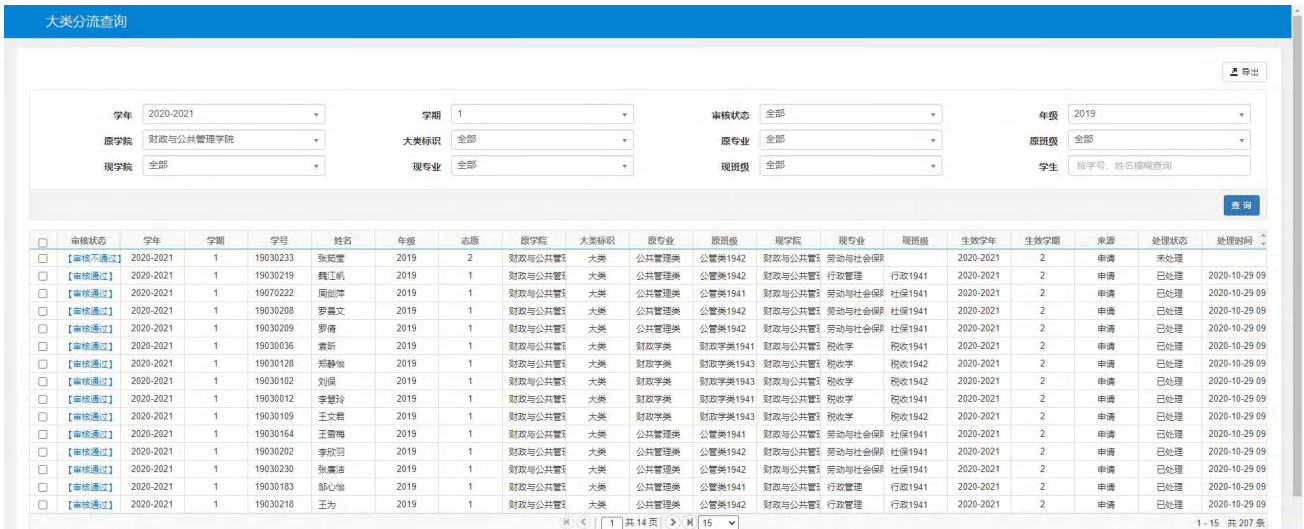 大类分流查询
导出
学年 2020-2021 学期 1 审核状态 全部 年级 2019
原学院 财政与公共管理学院 大类标识 全部 原专业 全部 原班级 全部
现学院 全部 现专业 全部 现班级 全部 学生 按学号、姓名模糊查询
查询
审核状态 学年 学期 学号 姓名 年级 志愿 原学院 大类标识 原专业 原班级 现学院 现专业 现班级 生效学年 生效学期 来源 处理状态 处理时间
【审核不通过】 2020-2021 1 19030233 张茹莹 2019 2 财政与公共管 大类 公共管理类 公管类1942 财政与公共管 劳动与社会保 2020-2021 2 申请 未处理
【审核通过】 2020-2021 1 19030219 魏江帆 2019 1 财政与公共管 大类 公共管理类 公管类1942 财政与公共管 行政管理 行政1941 2020-2021 2 申请 已处理 2020-10-29 09
【审核通过】 2020-2021 1 19070222 周剑萍 2019 1 财政与公共管 大类 公共管理类 公管类1941 财政与公共管 劳动与社会保 社保1941 2020-2021 2 申请 已处理 2020-10-29 09
【审核通过】 2020-2021 1 19030208 罗曼文 2019 1 财政与公共管 大类 公共管理类 公管类1942 财政与公共管 劳动与社会保 社保1941 2020-2021 2 申请 已处理 2020-10-29 09
【审核通过】 2020-2021 1 19030209 罗倩 2019 1 财政与公共管 大类 公共管理类 公管类1942 财政与公共管 劳动与社会保 社保1941 2020-2021 2 申请 已处理 2020-10-29 09
【审核通过】 2020-2021 1 19030036 袁昕 2019 1 财政与公共管 大类 财政学类 财政学类1941 财政与公共管 税收学 税收1941 2020-2021 2 申请 已处理 2020-10-29 09
【审核通过】 2020-2021 1 19030128 郑静怡 2019 1 财政与公共管 大类 财政学类 财政学类1943 财政与公共管 税收学 税收1942 2020-2021 2 申请 已处理 2020-10-29 09
【审核通过】 2020-2021 1 19030102 2019 1 财政与公共管 大类 财政学类 财政学类1943 财政与公共管 税收学 税收1942 2020-2021 2 申请 已处理 2020-10-29 09
【审核通过】 2020-2021 1 19030012 李慧玲 2019 1 财政与公共管 大类 财政学类 财政学类1941 财政与公共管 税收学 税收1941 2020-2021 2 申请 已处理 2020-10-29 09
【审核通过】 2020-2021 1 19030109 王文君 2019 1 财政与公共管 大类 财政学类 财政学类1943 财政与公共管 税收学 税收1942 2020-2021 2 申请 已处理 2020-10-29 09
【审核通过】 2020-2021 1 19030164 王雪梅 2019 1 财政与公共管 大类 公共管理类 公管类1941 财政与公共管 劳动与社会保 社保1941 2020-2021 2 申请 已处理 2020-10-29 09
【审核通过】 2020-2021 1 19030202 李欣羽 2019 1 财政与公共管 大类 公共管理类 公管类1942 财政与公共管 劳动与社会保 社保1941 2020-2021 2 申请 已处理 2020-10-29 09
【审核通过】 2020-2021 1 19030230 2019 1 财政与公共管 大类 公共管理类 公管类1942 财政与公共管 劳动与社会保 社保1941 2020-2021 2 申请 已处理 2020-10-29 09
【审核通过】 2020-2021 1 19030183 邹心怡 2019 1 财政与公共管 大类 公共管理类 公管类1941 财政与公共管 行政管理 行政1941 2020-2021 2 申请 已处理 2020-10-29 09
【审核通过】 2020-2021 1 19030218 王为 2019 1 财政与公共管 大类 公共管理类 公管类1942 财政与公共管 行政管理 行政1941 2020-2021 2 申请 已处理 2020-10-29 09
1 共 14 页 15 1 - 15 共 207 条